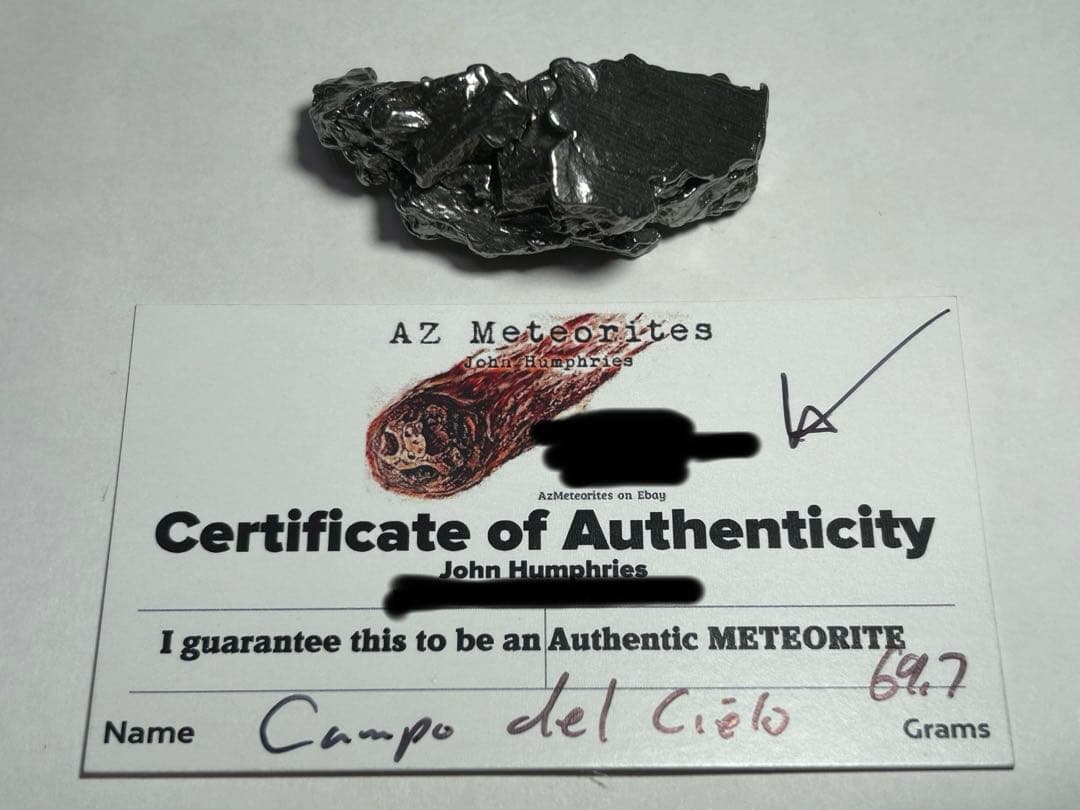 AZ Meteorites
John Humphries
AzMeteorites on Ebay
Certificate of Authenticity
John Humphries
I guarantee this to be an Authentic METEORITE
69.7
Name Campo del Cielo Grams